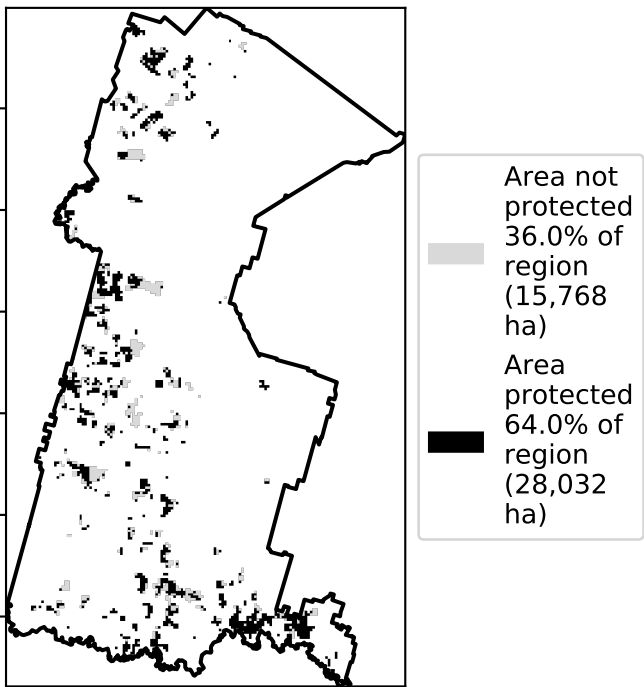 Area not
protected
36.0% of
region
(15,768
ha)
Area
protected
64.0% of
region
(28,032
ha)